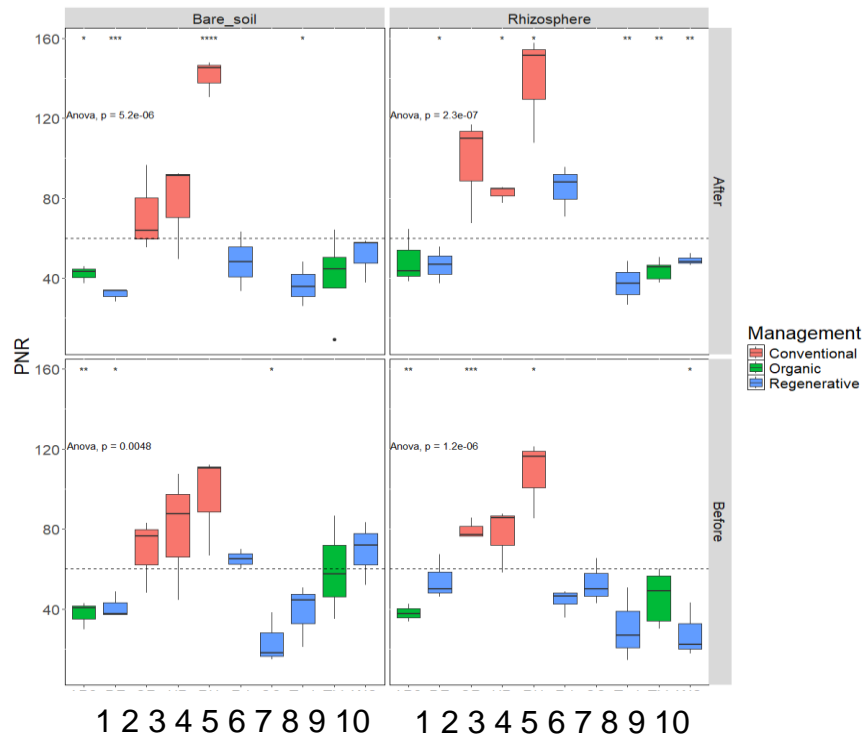 Bare_soil Rhizosphere
160 * *** **** * * * * ** ** **
120 Anova, p = 5.2e-06 Anova, p = 2.3e-07
80
40
After
PNR
Management
Conventional
Organic
Regenerative
160 ** * * ** *** * *
120 Anova, p = 0.0048 Anova, p = 1.2e-06
80
40
Before
1 2 3 4 5 6 7 8 9 10 1 2 3 4 5 6 7 8 9 10